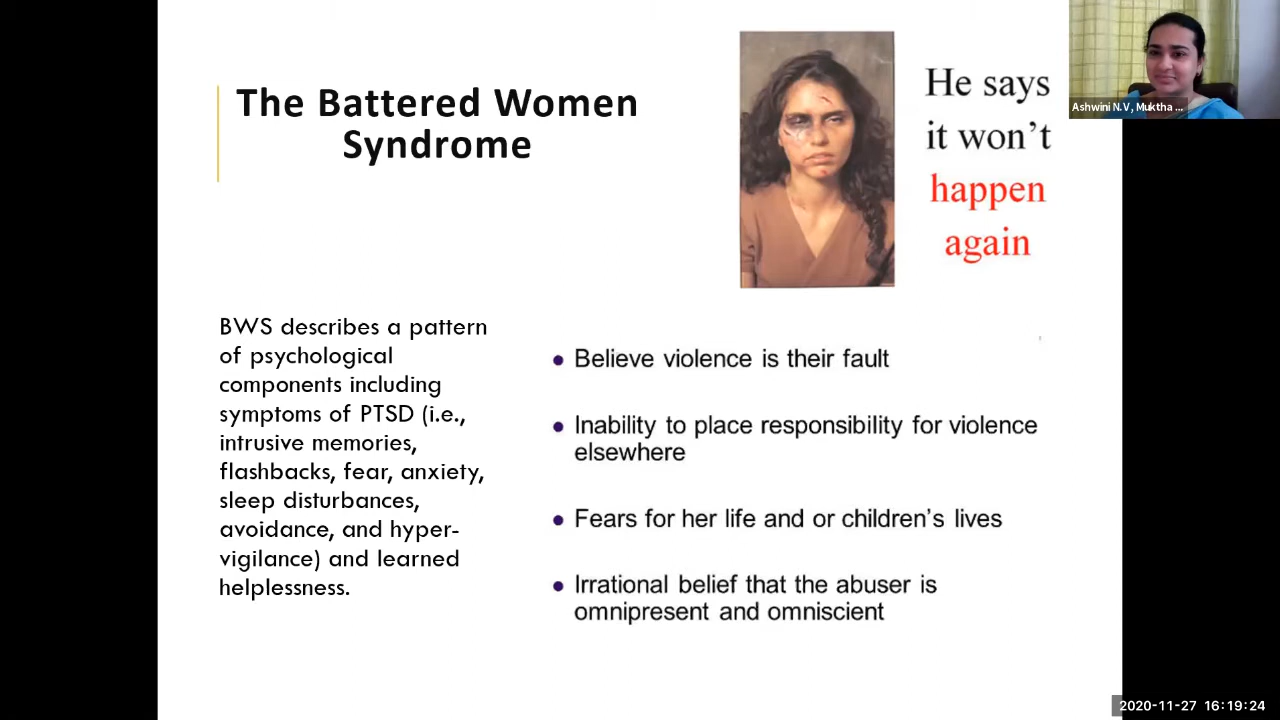 The Battered Women
Syndrome
He says
it won't
happen
again
Ashwini N.V, Muktha ...
BWS describes a pattern
of psychological
components including
symptoms of PTSD (i.e.,
intrusive memories,
flashbacks, fear, anxiety,
sleep disturbances,
avoidance, and hyper-
vigilance) and learned
helplessness.
• Believe violence is their fault
• Inability to place responsibility for violence
elsewhere
• Fears for her life and or children's lives
• Irrational belief that the abuser is
omnipresent and omniscient
2020-11-27 16:19:24